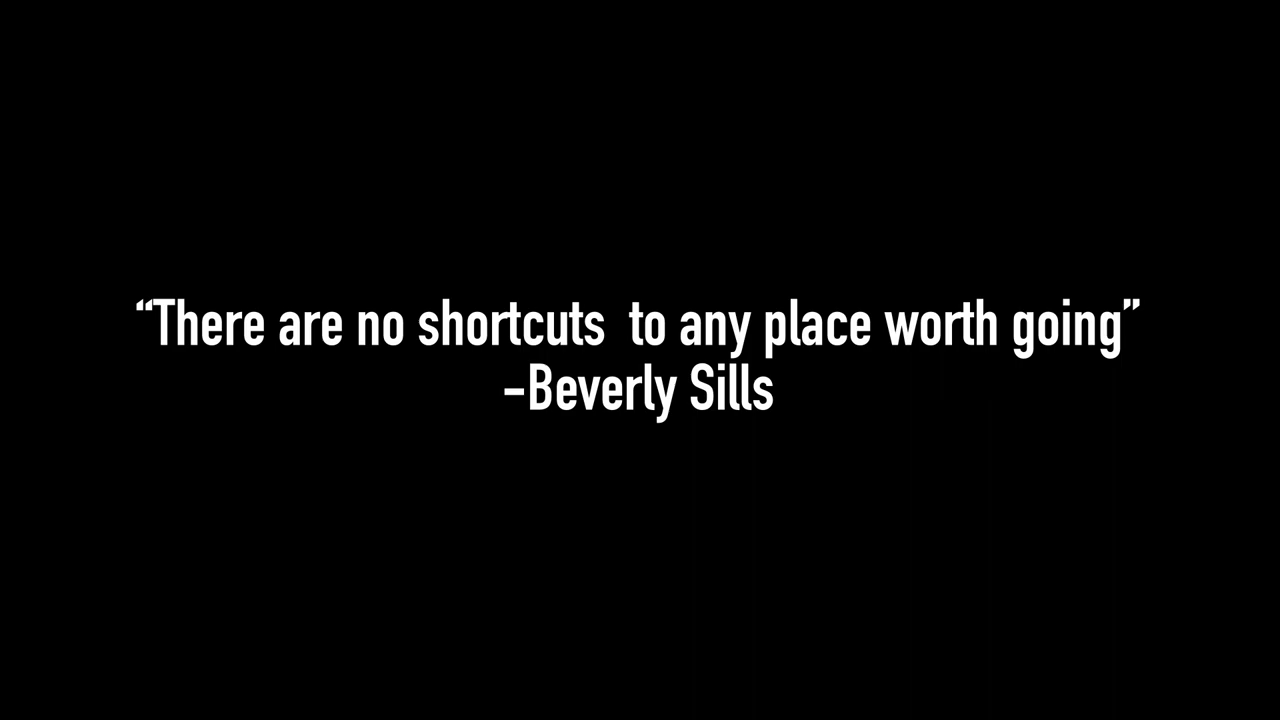 “There are no shortcuts  to any place worth going”
-Beverly Sills